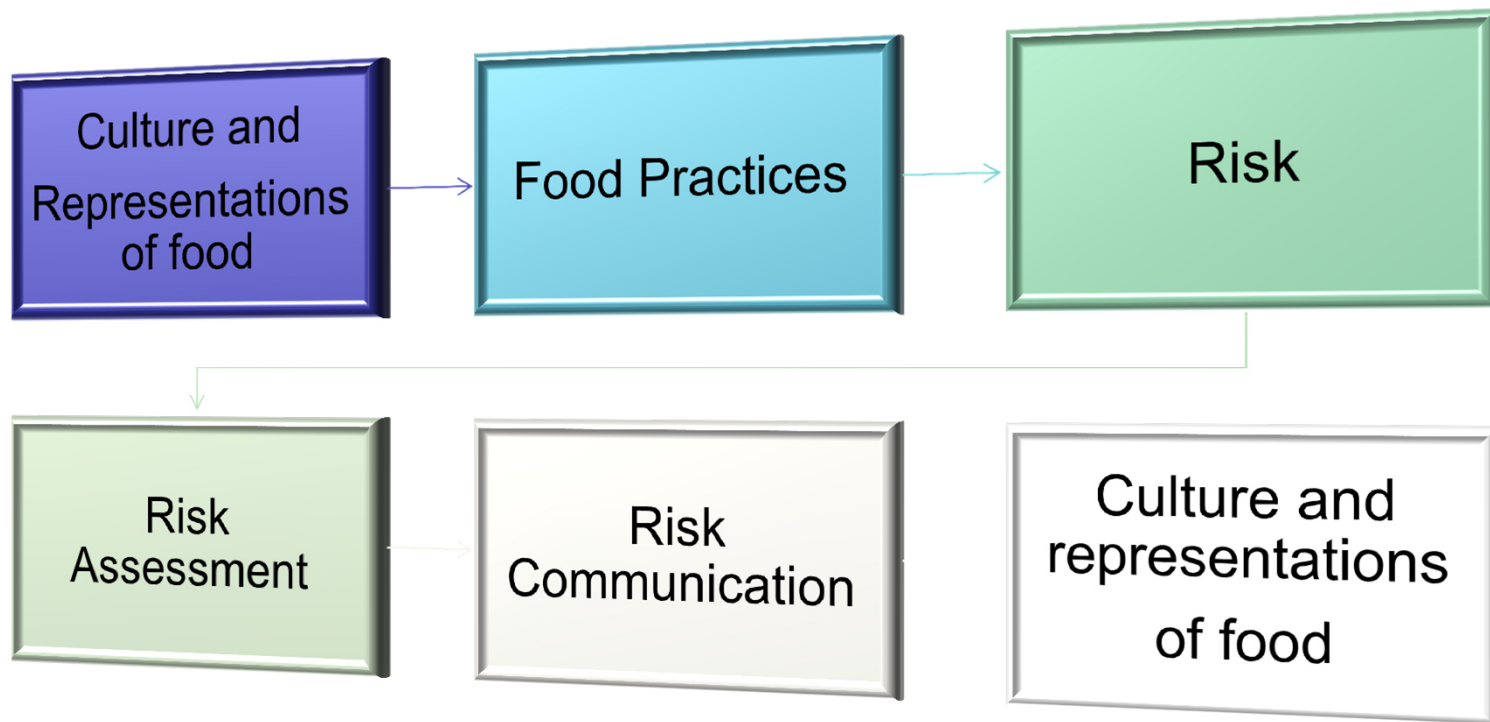 Culture and
Representations
of food
Food Practices
Risk
Risk
Assessment
Risk
Communication
Culture and
representations
of food